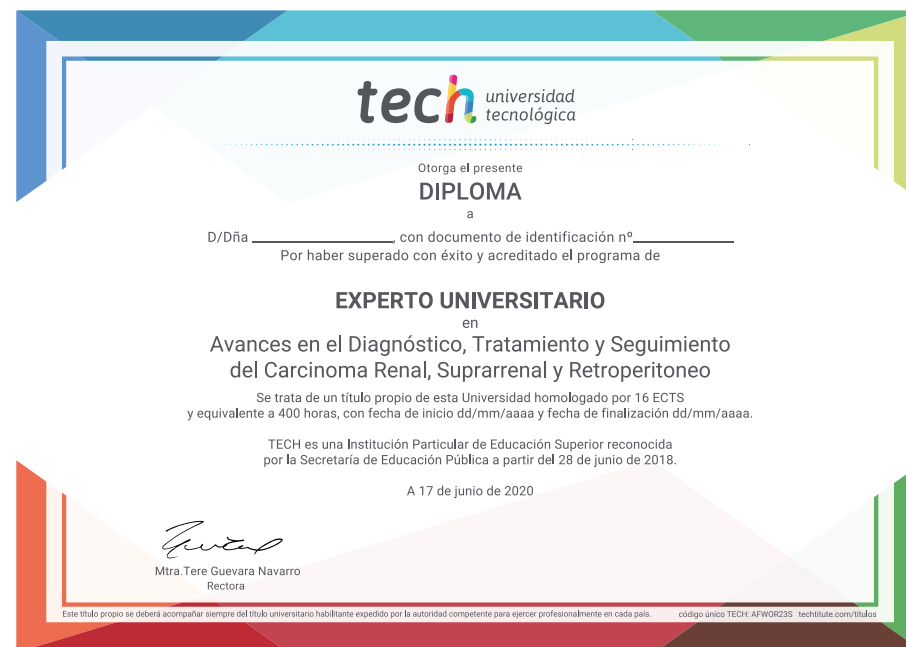 tech universidad
tecnológica
Otorga el presente
DIPLOMA
a
D/Dña ____________________, con documento de identificación nº______________
Por haber superado con éxito y acreditado el programa de
EXPERTO UNIVERSITARIO
en
Avances en el Diagnóstico, Tratamiento y Seguimiento
del Carcinoma Renal, Suprarrenal y Retroperitoneo
Se trata de un título propio de esta Universidad homologado por 16 ECTS
y equivalente a 400 horas, con fecha de inicio dd/mm/aaaa y fecha de finalización dd/mm/aaaa.
TECH es una Institución Particular de Educación Superior reconocida
por la Secretaría de Educación Pública a partir del 28 de junio de 2018.
A 17 de junio de 2020
Mtra.Tere Guevara Navarro
Rectora
Este título propio se deberá acompañar siempre del título universitario habilitante expedido por la autoridad competente para ejercer profesionalmente en cada país. código único TECH: AFWOR23S techtitute.com/titulos